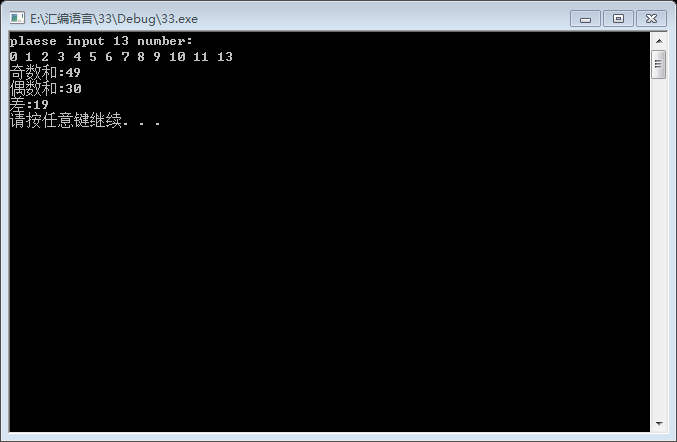 E:\汇编语言\33\Debug\33.exe
plaese input 13 number:
0 1 2 3 4 5 6 7 8 9 10 11 13
奇数和:49
偶数和:30
差:19
请按任意键继续. . .